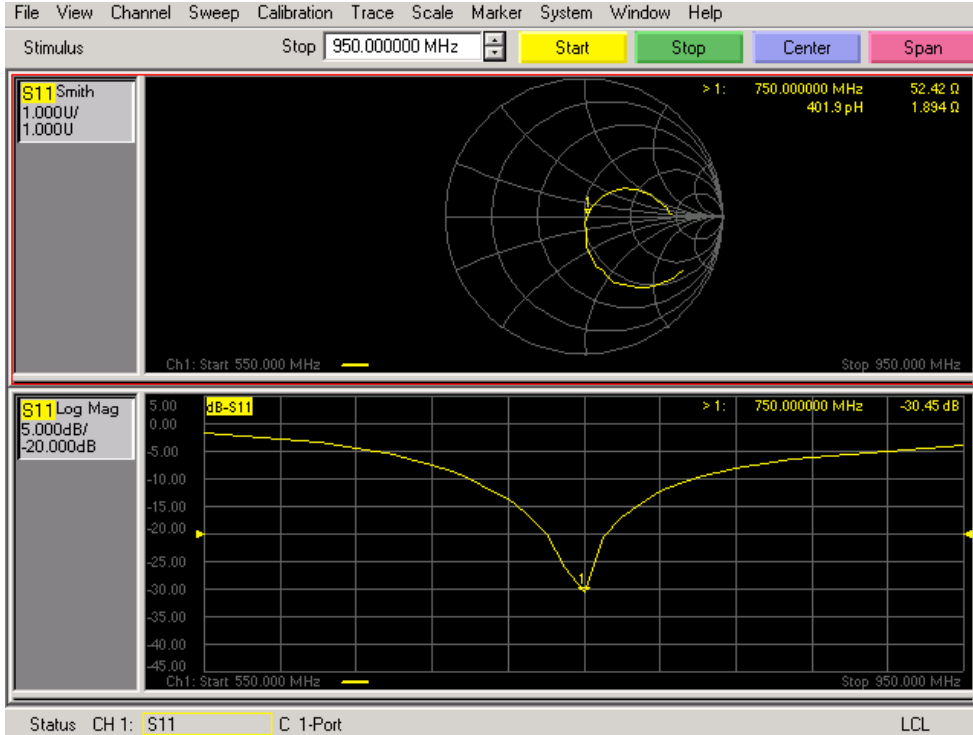 File View Channel Sweep Calibration Trace Scale Marker System Window Help
Stimulus Stop 950.000000 MHz Start Stop Center Span
S11 Smith
1.000U/
1.000U
> 1: 750.000000 MHz 52.42 Ω
401.9 pH 1.894 Ω
1
Ch1: Start 550.000 MHz Stop 950.000 MHz
S11 Log Mag
5.000dB/
-20.000dB
dB-S11
> 1: 750.000000 MHz -30.45 dB
5.00
0.00
-5.00
-10.00
-15.00
-20.00
-25.00
-30.00
-35.00
-40.00
-45.00
1
Ch1: Start 550.000 MHz Stop 950.000 MHz
Status CH 1: S11 C 1-Port LCL